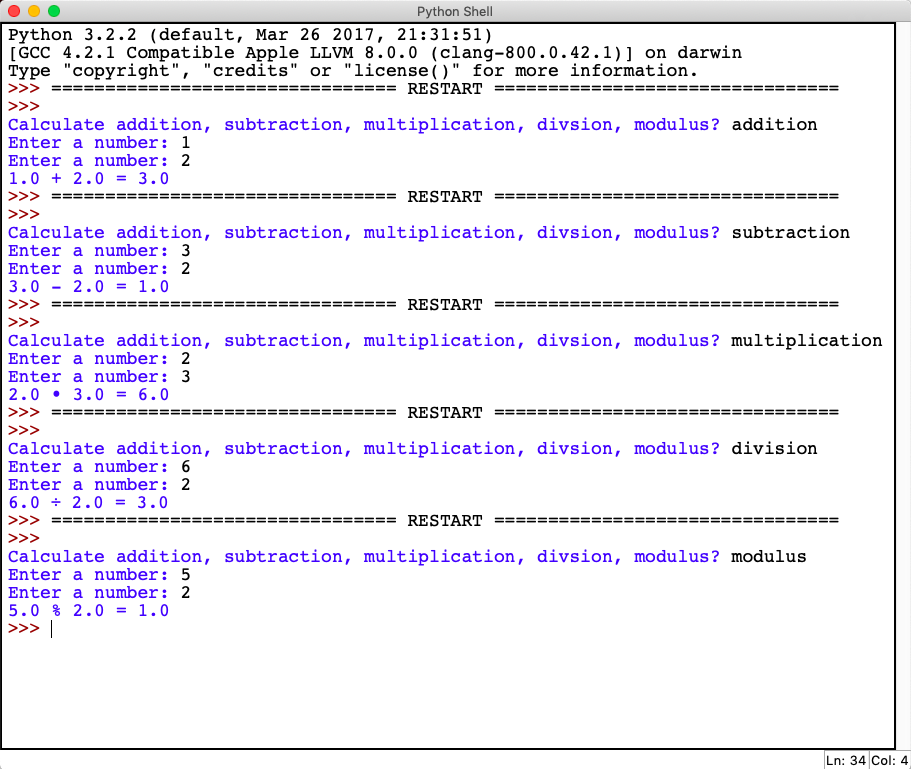 Python Shell
Python 3.2.2 (default, Mar 26 2017, 21:31:51)
[GCC 4.2.1 Compatible Apple LLVM 8.0.0 (clang-800.0.42.1)] on darwin
Type "copyright", "credits" or "license()" for more information.
>>> ================================ RESTART ================================
>>>
Calculate addition, subtraction, multiplication, divsion, modulus? addition
Enter a number: 1
Enter a number: 2
1.0 + 2.0 = 3.0
>>> ================================ RESTART ================================
>>>
Calculate addition, subtraction, multiplication, divsion, modulus? subtraction
Enter a number: 3
Enter a number: 2
3.0 - 2.0 = 1.0
>>> ================================ RESTART ================================
>>>
Calculate addition, subtraction, multiplication, divsion, modulus? multiplication
Enter a number: 2
Enter a number: 3
2.0 • 3.0 = 6.0
>>> ================================ RESTART ================================
>>>
Calculate addition, subtraction, multiplication, divsion, modulus? division
Enter a number: 6
Enter a number: 2
6.0 ÷ 2.0 = 3.0
>>> ================================ RESTART ================================
>>>
Calculate addition, subtraction, multiplication, divsion, modulus? modulus
Enter a number: 5
Enter a number: 2
5.0 % 2.0 = 1.0
>>>
Ln: 34 Col: 4